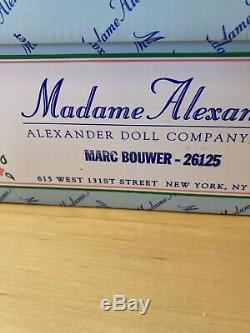 Madame Alexan
ALEXANDER DOLL COMPANY,
MARC BOUWER - 26125
615 WEST 131ST STREET NEW YORK, NY